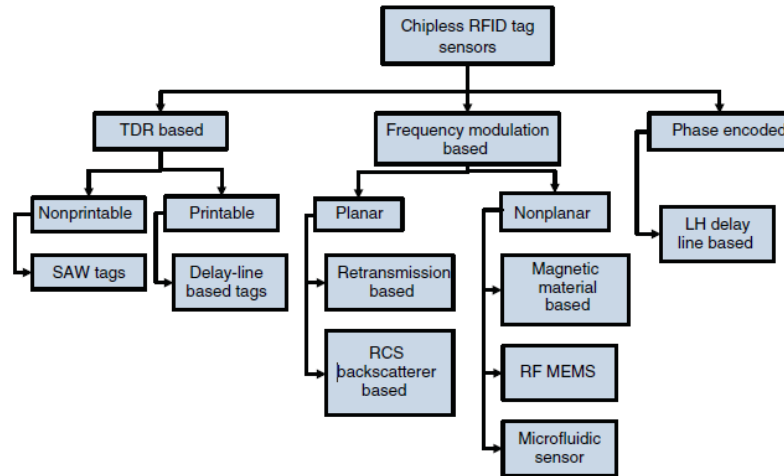 Chipless RFID tag
sensors
TDR based
Frequency modulation
based
Phase encoded
Nonprintable
Printable
Planar
Nonplanar
LH delay
line based
SAW tags
Delay-line
based tags
Retransmission
based
Magnetic
material
based
RCS
backscatterer
based
RF MEMS
Microfluidic
sensor